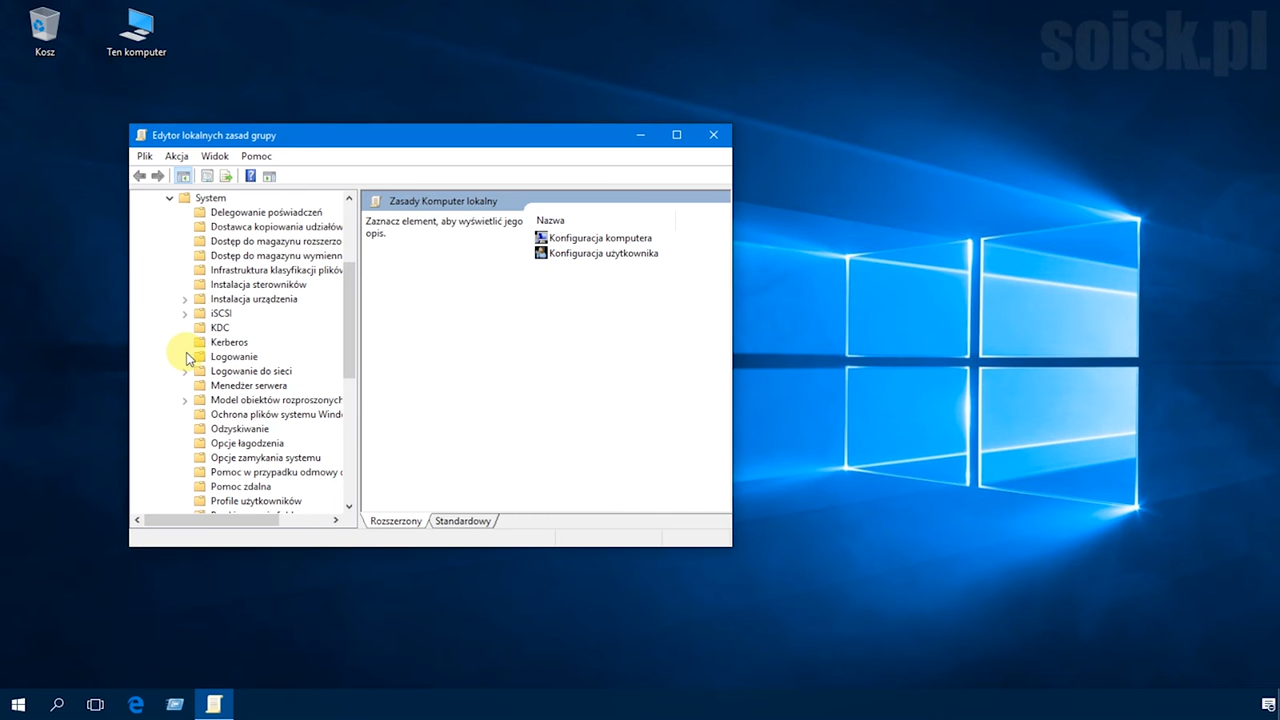 soisk.pl
Kosz
Ten komputer
Edytor lokalnych zasad grupy
Plik Akcja Widok Pomoc
System
Delegowanie poświadczeń
Dostawca kopiowania udziałów
Dostęp do magazynu rozszerzo
Dostęp do magazynu wymienn
Infrastruktura klasyfikacji plików
Instalacja sterowników
Instalacja urządzenia
iSCSI
KDC
Kerberos
Logowanie
Logowanie do sieci
Menedżer serwera
Model obiektów rozproszonych
Ochrona plików systemu Wind
Odzyskiwanie
Opcje łagodzenia
Opcje zamykania systemu
Pomoc w przypadku odmowy
Pomoc zdalna
Profile użytkowników
Zasady Komputer lokalny
Zaznacz element, aby wyświetlić jego
opis.
Nazwa
Konfiguracja komputera
Konfiguracja użytkownika
Rozszerzony Standardowy